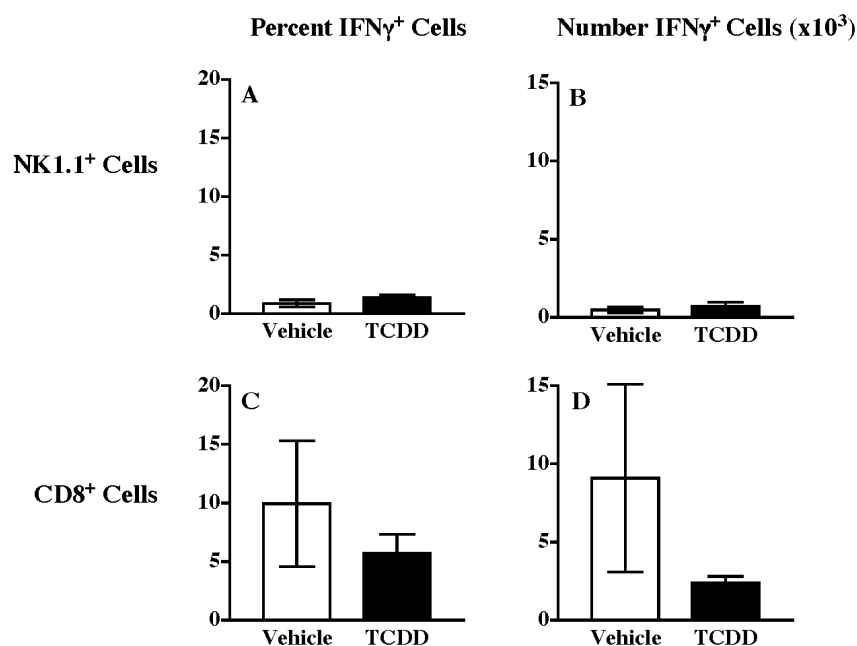 Percent IFNγ⁺ Cells
Number IFNγ⁺ Cells (x10³)
NK1.1⁺ Cells
A
20
15
10
5
0
Vehicle TCDD
B
15
10
5
0
Vehicle TCDD
CD8⁺ Cells
C
20
15
10
5
0
Vehicle TCDD
D
15
10
5
0
Vehicle TCDD